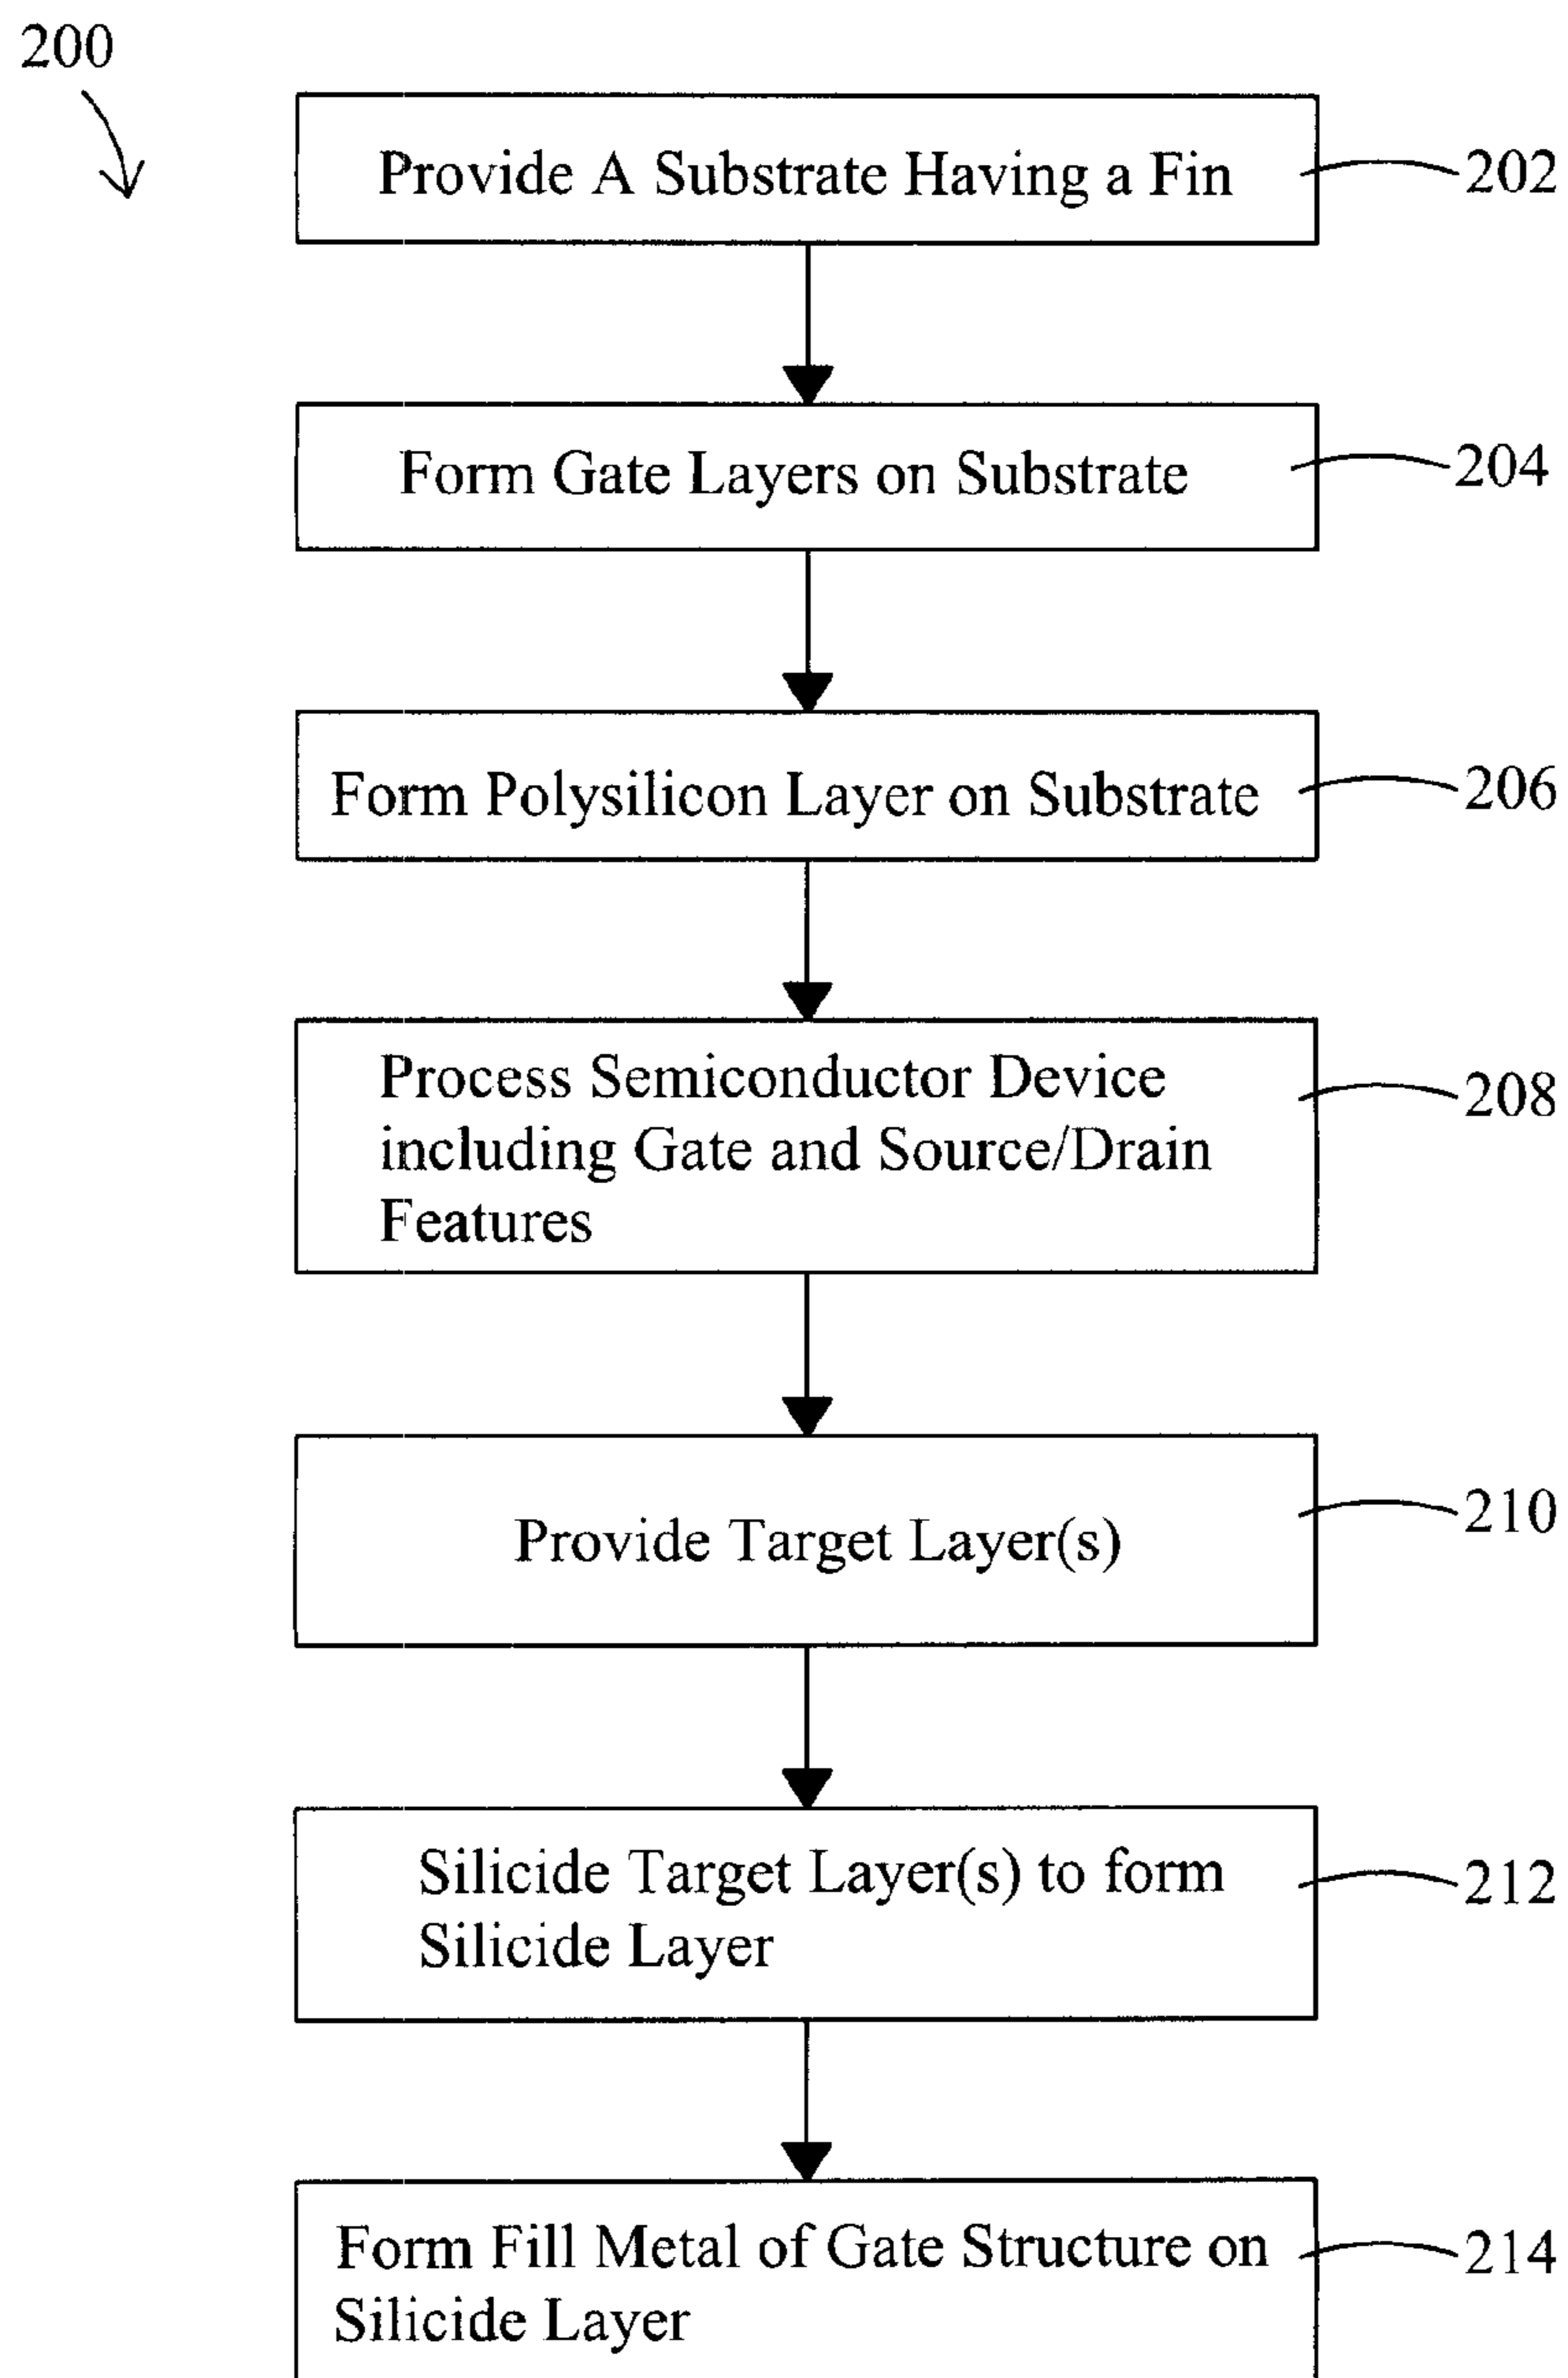 200
Provide A Substrate Having a Fin
202
Form Gate Layers on Substrate
204
Form Polysilicon Layer on Substrate
206
Process Semiconductor Device
including Gate and Source/Drain
Features
208
Provide Target Layer(s)
210
Silicide Target Layer(s) to form
Silicide Layer
212
Form Fill Metal of Gate Structure on
Silicide Layer
214